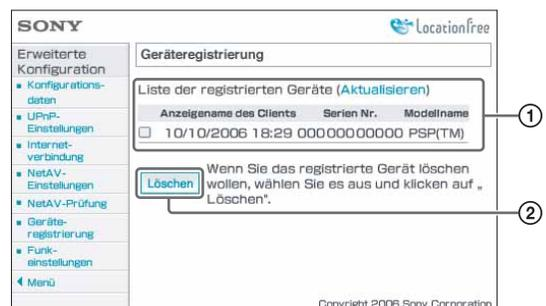 SONY
LocationFree
Erweiterte
Konfiguration
Konfigurations-
daten
UPnP-
Einstellungen
Internet-
verbindung
NetAV-
Einstellungen
NetAV-Prüfung
Geräte-
registrierung
Funk-
einstellungen
Menü
Geräteregistrierung
Liste der registrierten Geräte (Aktualisieren)
Anzeigename des Clients Serien Nr. Modellname
10/10/2006 18:29 00000000000 PSP(TM)
Löschen
Wenn Sie das registrierte Gerät löschen
wollen, wählen Sie es aus und klicken auf „
Löschen".
Copyright 2006 Sony Corporation
1
2